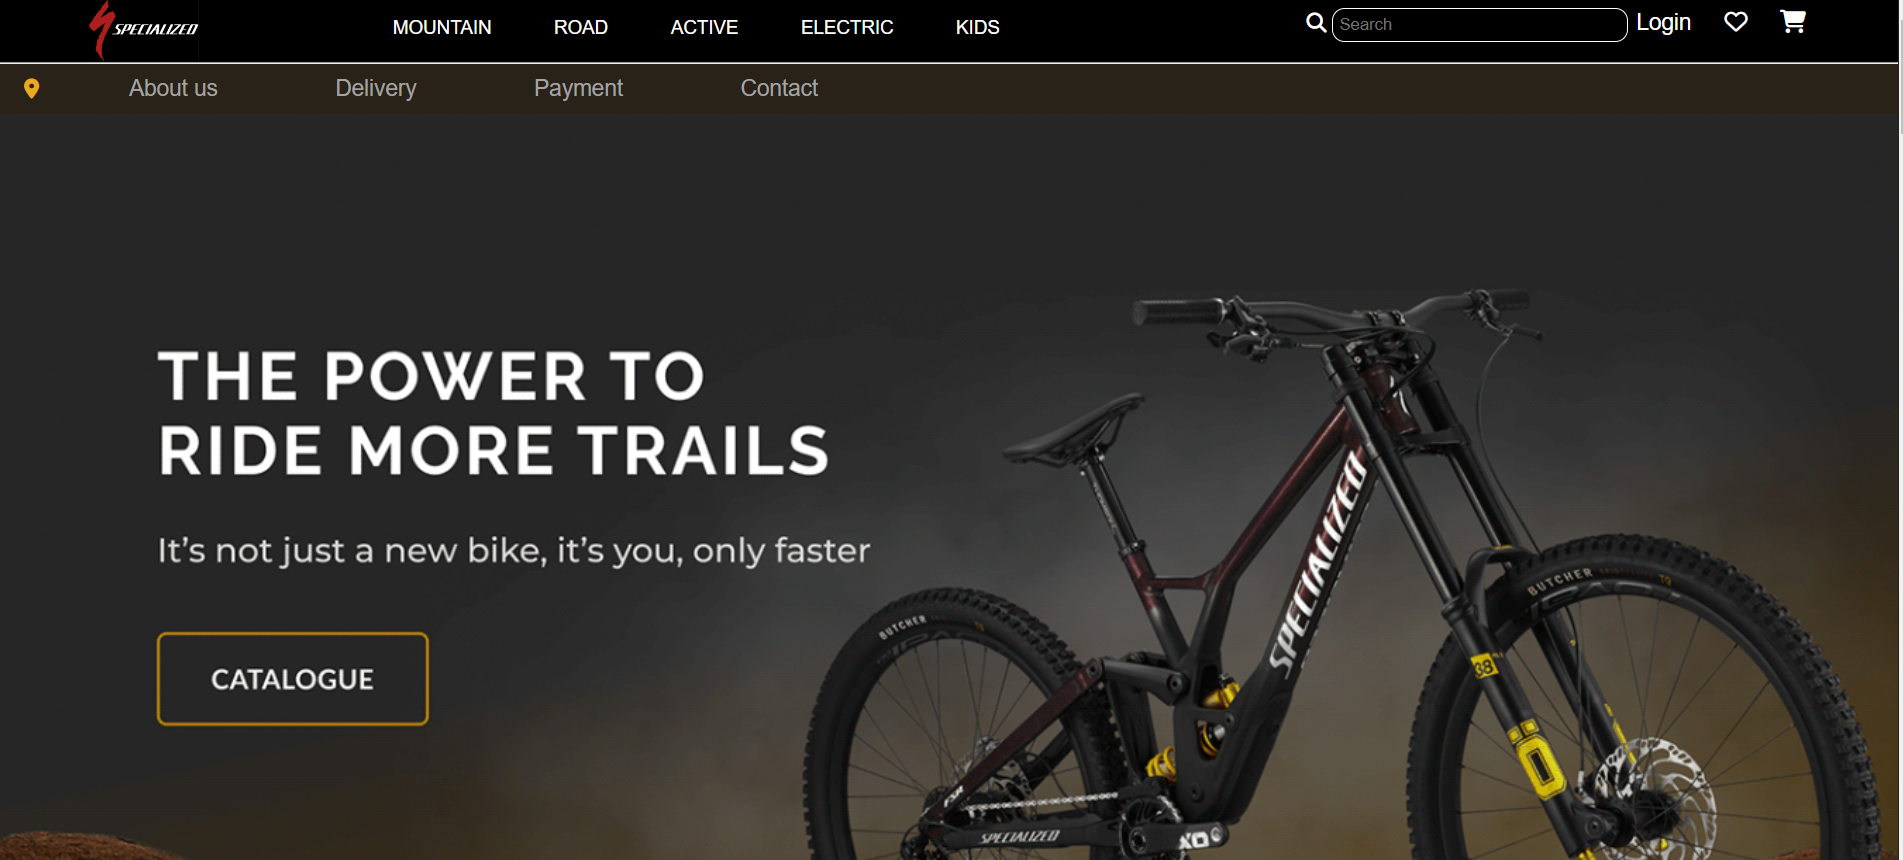 SPECIALIZED
MOUNTAIN ROAD ACTIVE ELECTRIC KIDS
Search
Login
About us Delivery Payment Contact
THE POWER TO
RIDE MORE TRAILS
It’s not just a new bike, it’s you, only faster
CATALOGUE
SPECIALIZED
BUTCHER
BUTCHER
38
FSR
SPECIALIZED
XO